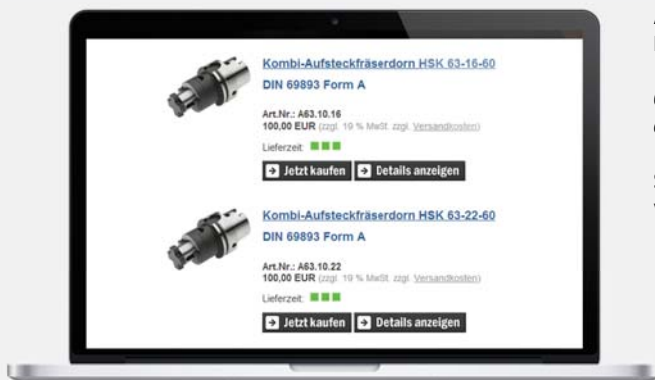 Kombi-Aufsteckfräserdorn HSK 63-16-60
DIN 69893 Form A
Art.Nr.: A63.10.16
100,00 EUR (zzgl. 19 % MwSt. zzgl. Versandkosten)
Lieferzeit:
Jetzt kaufen Details anzeigen
Kombi-Aufsteckfräserdorn HSK 63-22-60
DIN 69893 Form A
Art.Nr.: A63.10.22
100,00 EUR (zzgl. 19 % MwSt. zzgl. Versandkosten)
Lieferzeit:
Jetzt kaufen Details anzeigen